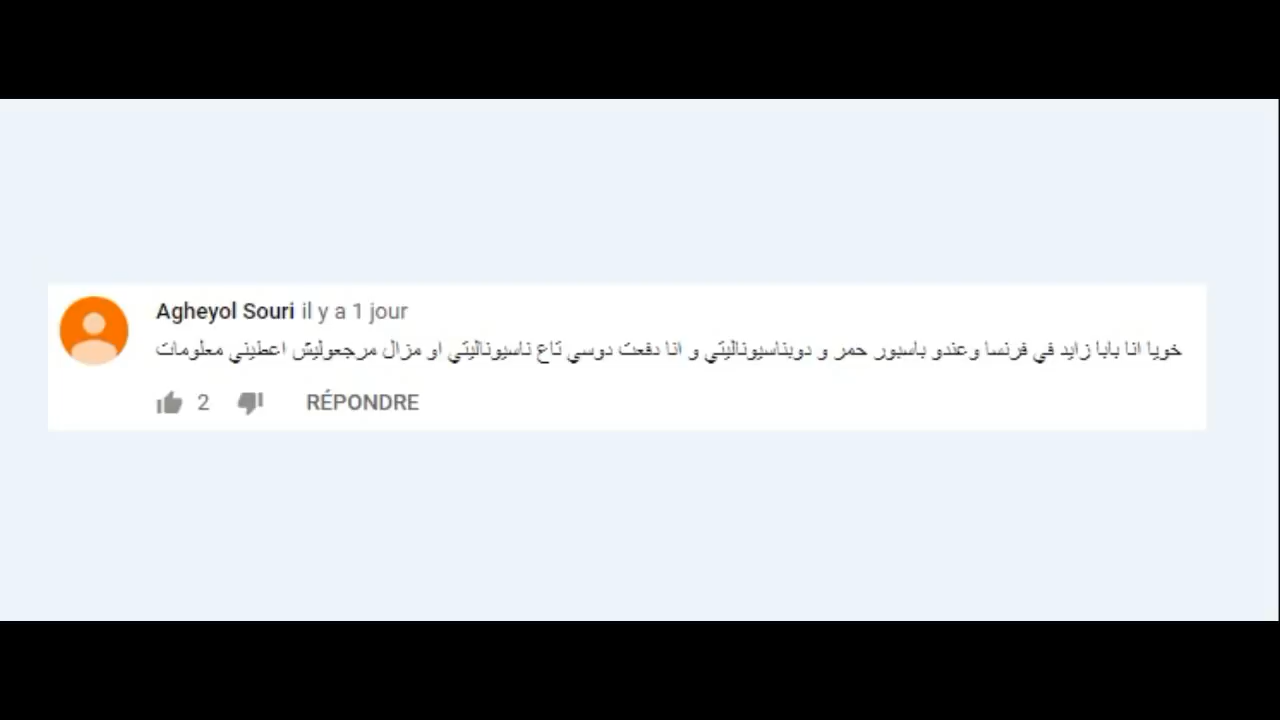 Agheyol Souri il y a 1 jour
خويا انا بابا زايد في فرنسا وعندو باسبور حمر و دوبناسيوناليتي و انا دفعت دوسي تاع ناسيوناليتي او مزال مرجعوليش اعطيني معلومات
2 RÉPONDRE